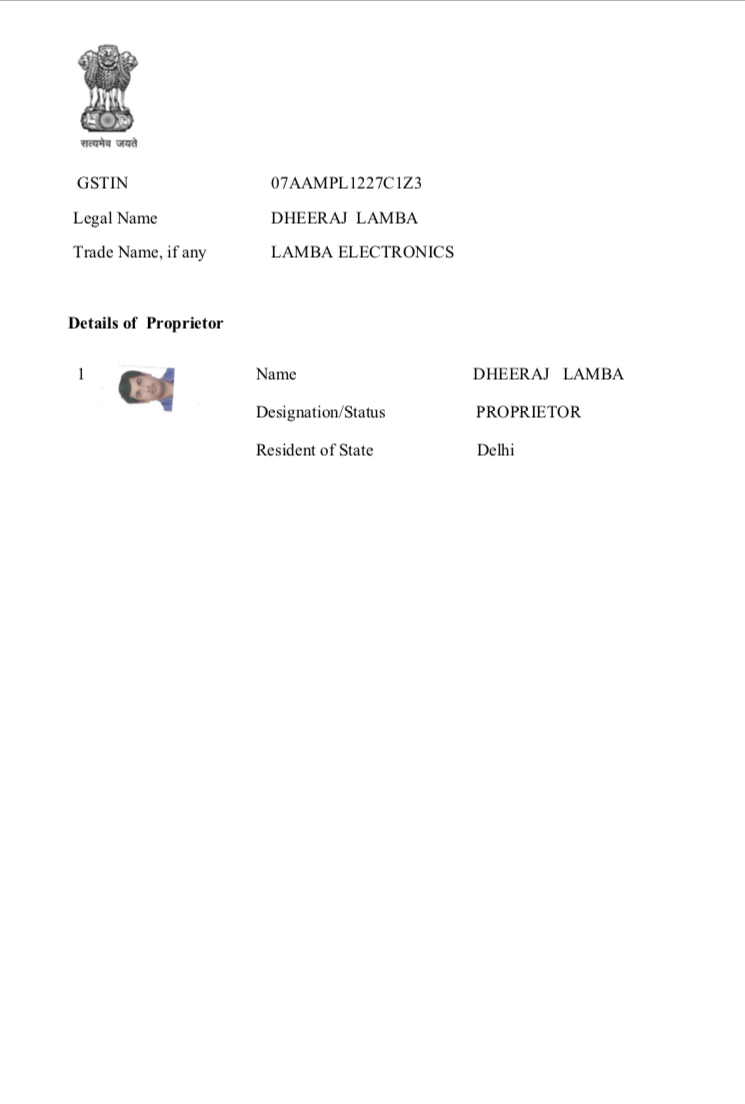 सत्यमेव जयते
GSTIN 07AAMPL1227C1Z3
Legal Name DHEERAJ LAMBA
Trade Name, if any LAMBA ELECTRONICS
Details of Proprietor
1 Name DHEERAJ LAMBA
Designation/Status PROPRIETOR
Resident of State Delhi